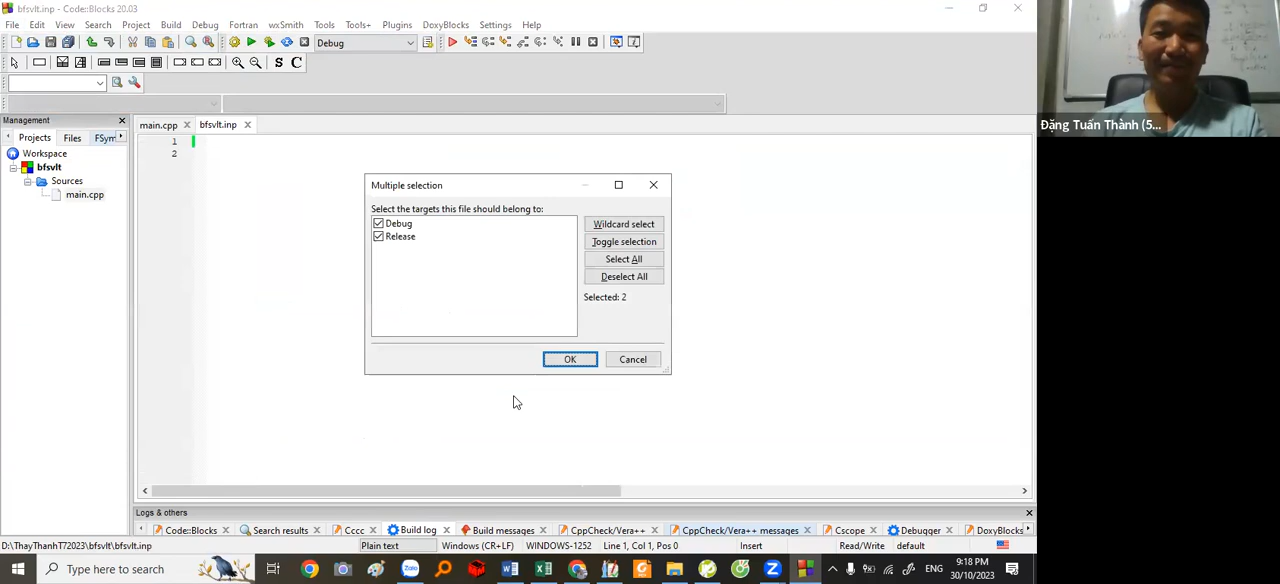 bfsvlt.inp - Code::Blocks 20.03
File Edit View Search Project Build Debug Fortran wxSmith Tools Tools+ Plugins DoxyBlocks Settings Help
Debug
S C
Management
Projects Files FSym
Workspace
bfsvlt
Sources
main.cpp
main.cpp bfsvlt.inp
1
2
Multiple selection
Select the targets this file should belong to:
Debug
Release
Wildcard select
Toggle selection
Select All
Deselect All
Selected: 2
OK Cancel
Đặng Tuấn Thành (5...
Logs & others
Code::Blocks Search results Cccc Build log Build messages CppCheck/Vera++ CppCheck/Vera++ messages Cscope Debugger DoxyBlocks
D:\ThayThanhT72023\bfsvlt\bfsvlt.inp Plain text Windows (CR+LF) WINDOWS-1252 Line 1, Col 1, Pos 0 Insert Read/Write default
Type here to search
ENG
9:18 PM
30/10/2023